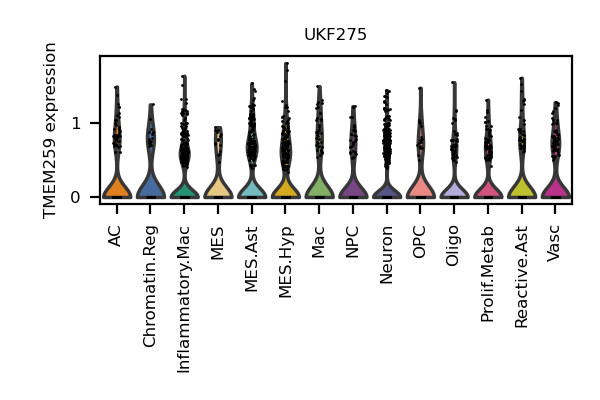 UKF275
TMEM259 expression
1
0
AC
Chromatin.Reg
Inflammatory.Mac
MES
MES.Ast
MES.Hyp
Mac
NPC
Neuron
OPC
Oligo
Prolif.Metab
Reactive.Ast
Vasc